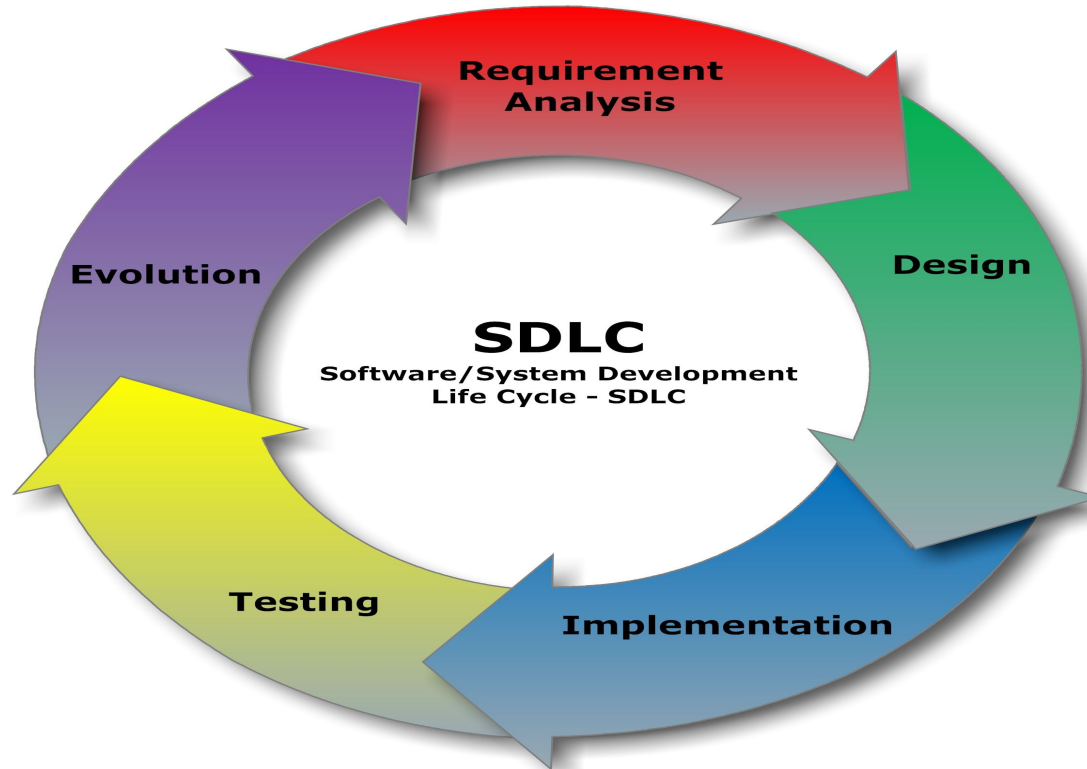 Requirement
Analysis
Design
Evolution
SDLC
Software/System Development
Life Cycle - SDLC
Testing
Implementation